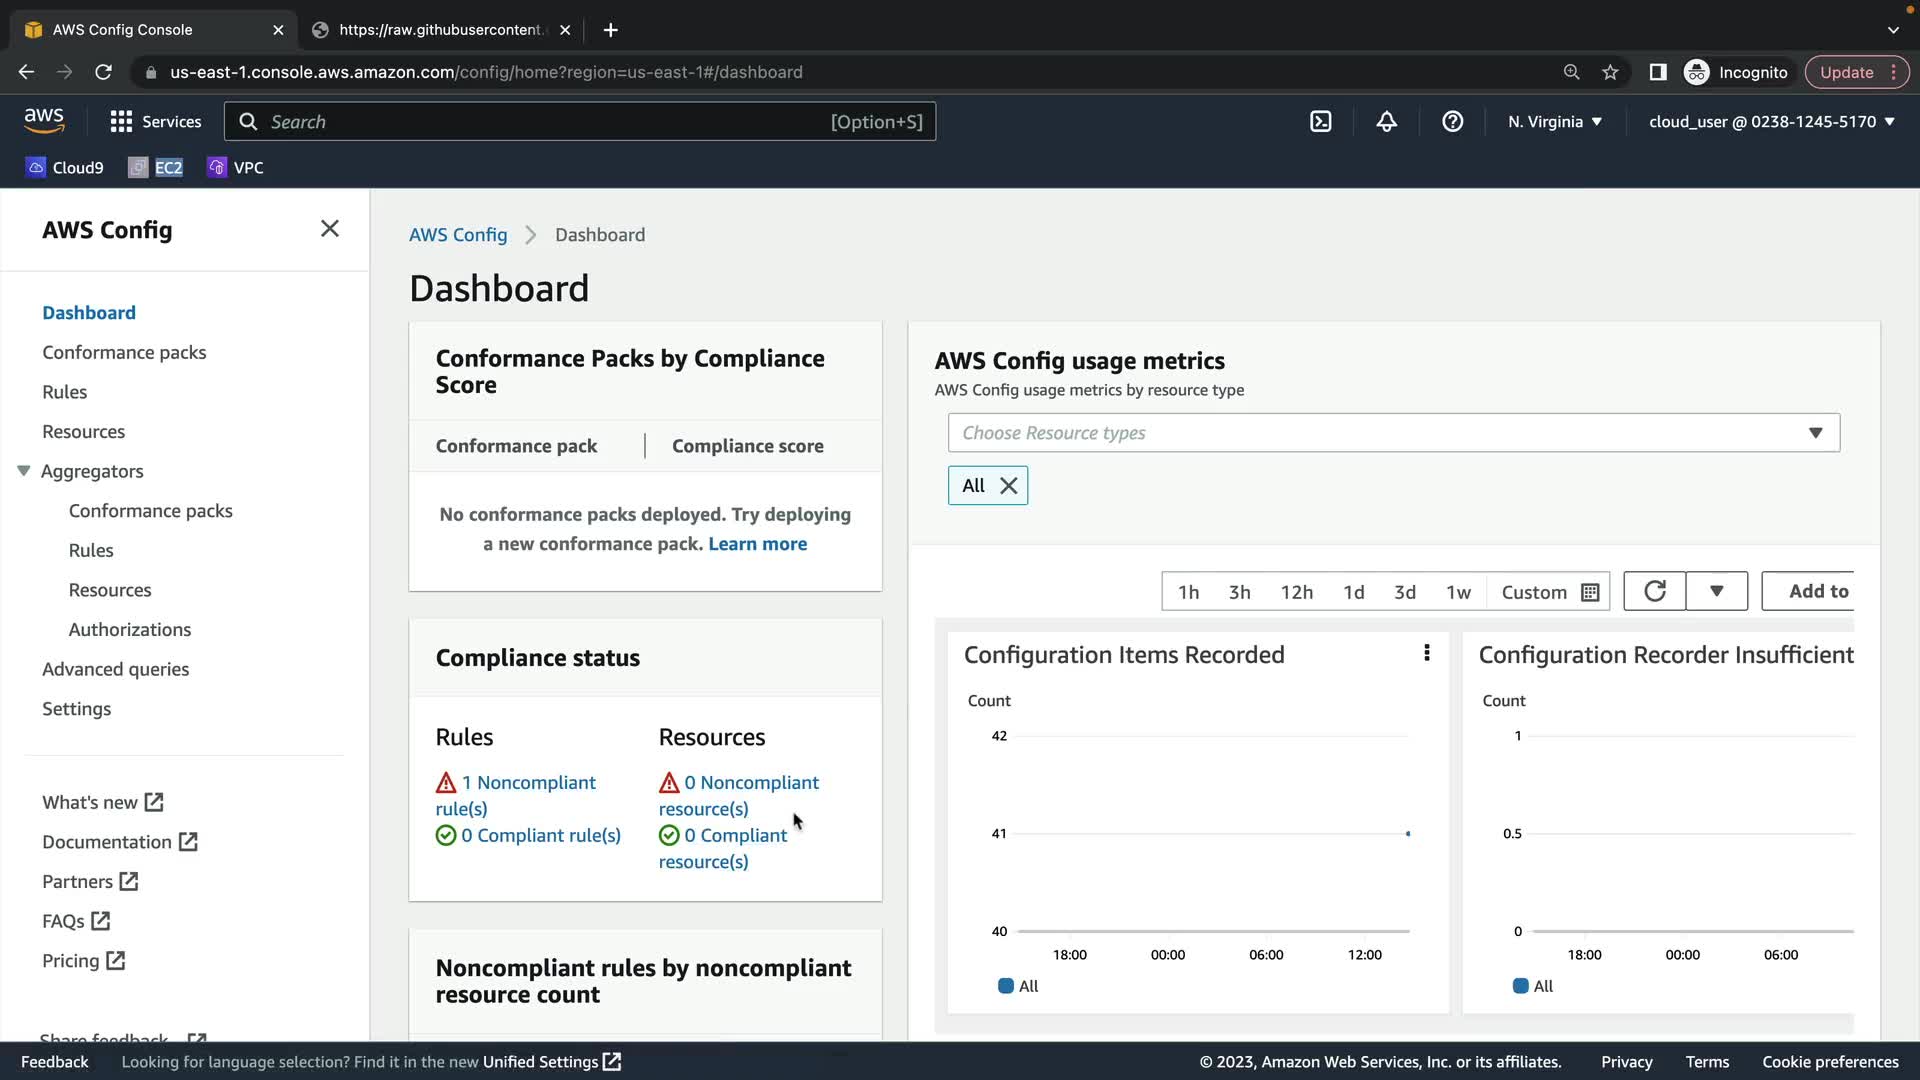 AWS Config Console
https://raw.githubusercontent.
us-east-1.console.aws.amazon.com/config/home?region=us-east-1#/dashboard
Incognito
Update
aws
Services
Search
[Option+S]
N. Virginia
cloud_user @ 0238-1245-5170
Cloud9
EC2
VPC
AWS Config
Dashboard
Conformance packs
Rules
Resources
Aggregators
Conformance packs
Rules
Resources
Authorizations
Advanced queries
Settings
What's new
Documentation
Partners
FAQs
Pricing
Share feedback
AWS Config
Dashboard
Dashboard
Conformance Packs by Compliance
Score
Conformance pack
Compliance score
No conformance packs deployed. Try deploying
a new conformance pack. Learn more
Compliance status
Rules
1 Noncompliant
rule(s)
0 Compliant rule(s)
Resources
0 Noncompliant
resource(s)
0 Compliant
resource(s)
Noncompliant rules by noncompliant
resource count
AWS Config usage metrics
AWS Config usage metrics by resource type
Choose Resource types
All
1h
3h
12h
1d
3d
1w
Custom
Add to
Configuration Items Recorded
Count
42
41
40
18:00
00:00
06:00
12:00
All
Configuration Recorder Insufficient
Count
1
0.5
0
18:00
00:00
06:00
All
Feedback
Looking for language selection? Find it in the new Unified Settings
© 2023, Amazon Web Services, Inc. or its affiliates.
Privacy
Terms
Cookie preferences